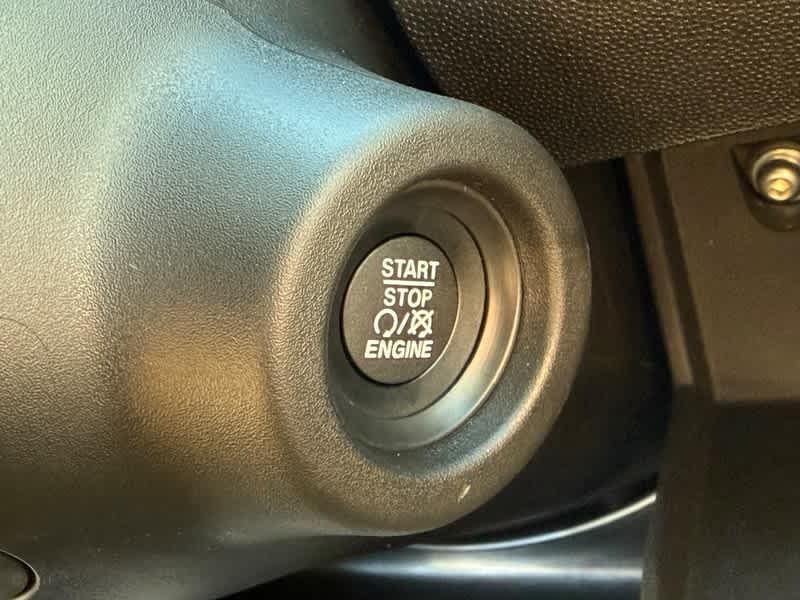 START
STOP
/
ENGINE